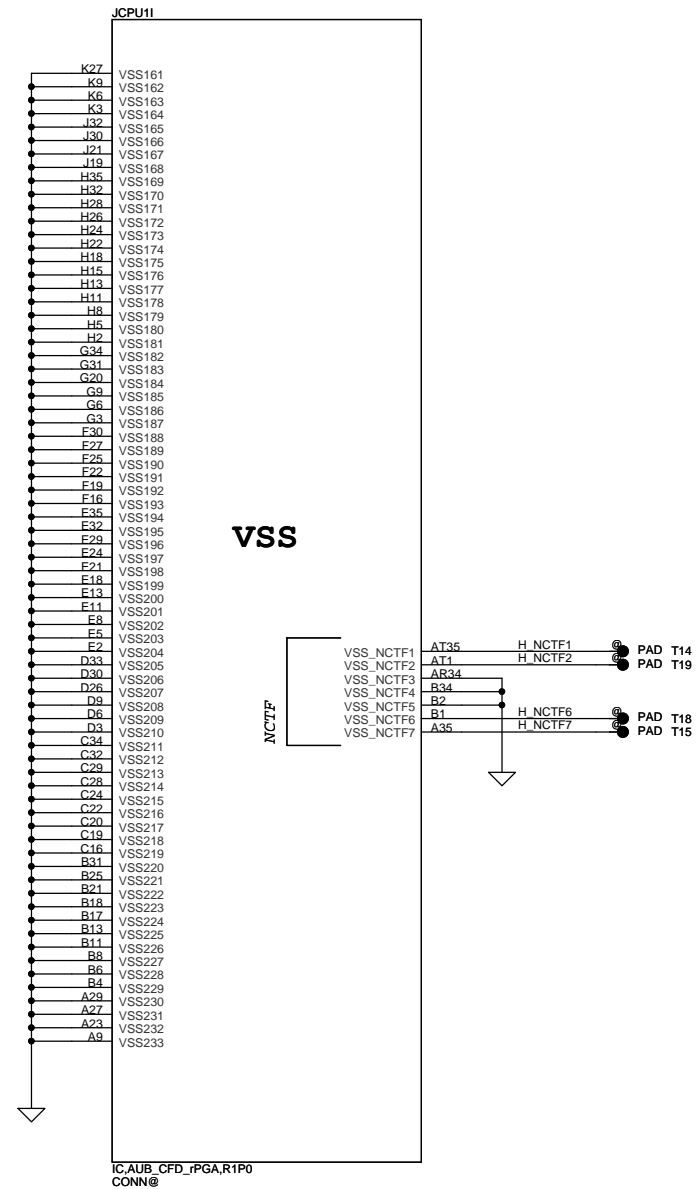 JCPU1I
K27 VSS161
K9 VSS162
K6 VSS163
K3 VSS164
J32 VSS165
J30 VSS166
J21 VSS167
J19 VSS168
H35 VSS169
H32 VSS170
H28 VSS171
H26 VSS172
H24 VSS173
H22 VSS174
H18 VSS175
H15 VSS176
H13 VSS177
H11 VSS178
H8 VSS179
H5 VSS180
H2 VSS181
G34 VSS182
G31 VSS183
G20 VSS184
G9 VSS185
G6 VSS186
G3 VSS187
F30 VSS188
F27 VSS189
F25 VSS190
F22 VSS191
F19 VSS192
F16 VSS193
E35 VSS194
E32 VSS195
E29 VSS196
E24 VSS197
E21 VSS198
E18 VSS199
E13 VSS200
E11 VSS201
E8 VSS202
E5 VSS203
E2 VSS204
D33 VSS205
D30 VSS206
D26 VSS207
D9 VSS208
D6 VSS209
D3 VSS210
C34 VSS211
C32 VSS212
C29 VSS213
C28 VSS214
C24 VSS215
C22 VSS216
C20 VSS217
C19 VSS218
C16 VSS219
B31 VSS220
B25 VSS221
B21 VSS222
B18 VSS223
B17 VSS224
B13 VSS225
B11 VSS226
B8 VSS227
B6 VSS228
B4 VSS229
A29 VSS230
A27 VSS231
A23 VSS232
A9 VSS233
VSS
NCTF
VSS_NCTF1 AT35 H_NCTF1 @ PAD T14
VSS_NCTF2 AT1 H_NCTF2 @ PAD T19
VSS_NCTF3 AR34
VSS_NCTF4 B34
VSS_NCTF5 B2
VSS_NCTF6 B1 H_NCTF6 @ PAD T18
VSS_NCTF7 A35 H_NCTF7 @ PAD T15
IC,AUB_CFD_rPGA,R1P0
CONN@